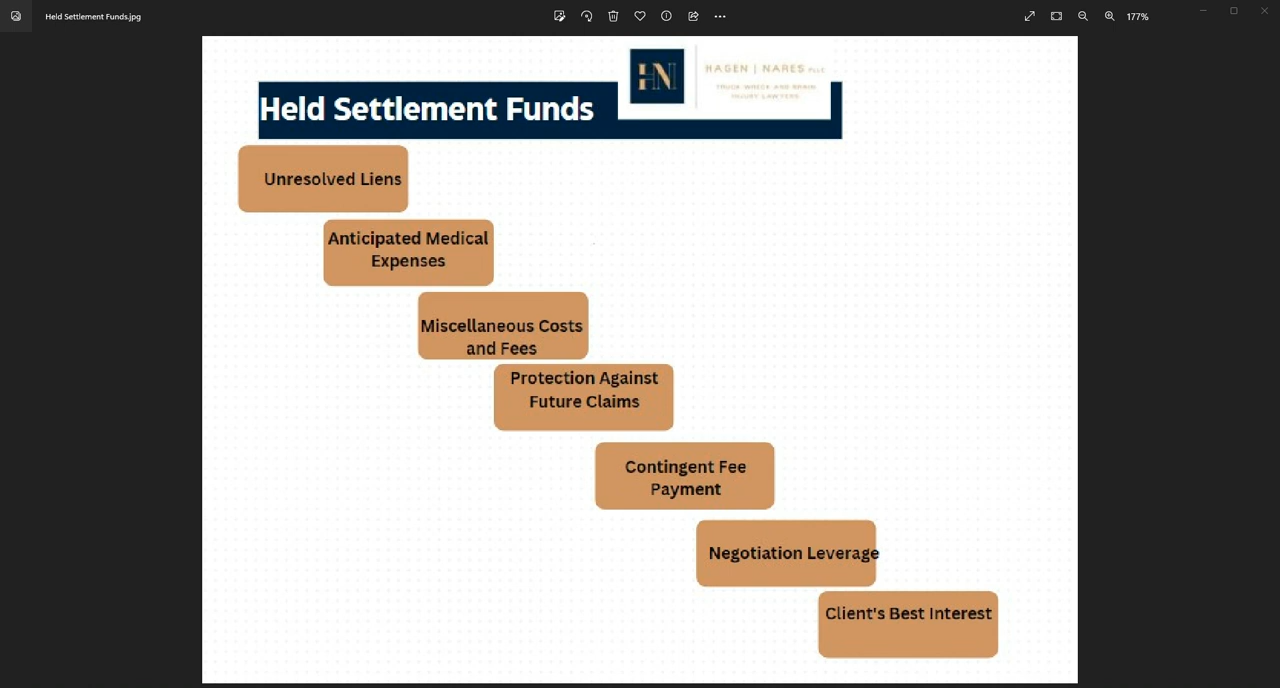 Held Settlement Funds.jpg
177%
HN
HAGEN | NARES PLLC
TRUCK WRECK AND BRAIN
INJURY LAWYERS
Held Settlement Funds
Unresolved Liens
Anticipated Medical
Expenses
Miscellaneous Costs
and Fees
Protection Against
Future Claims
Contingent Fee
Payment
Negotiation Leverage
Client's Best Interest